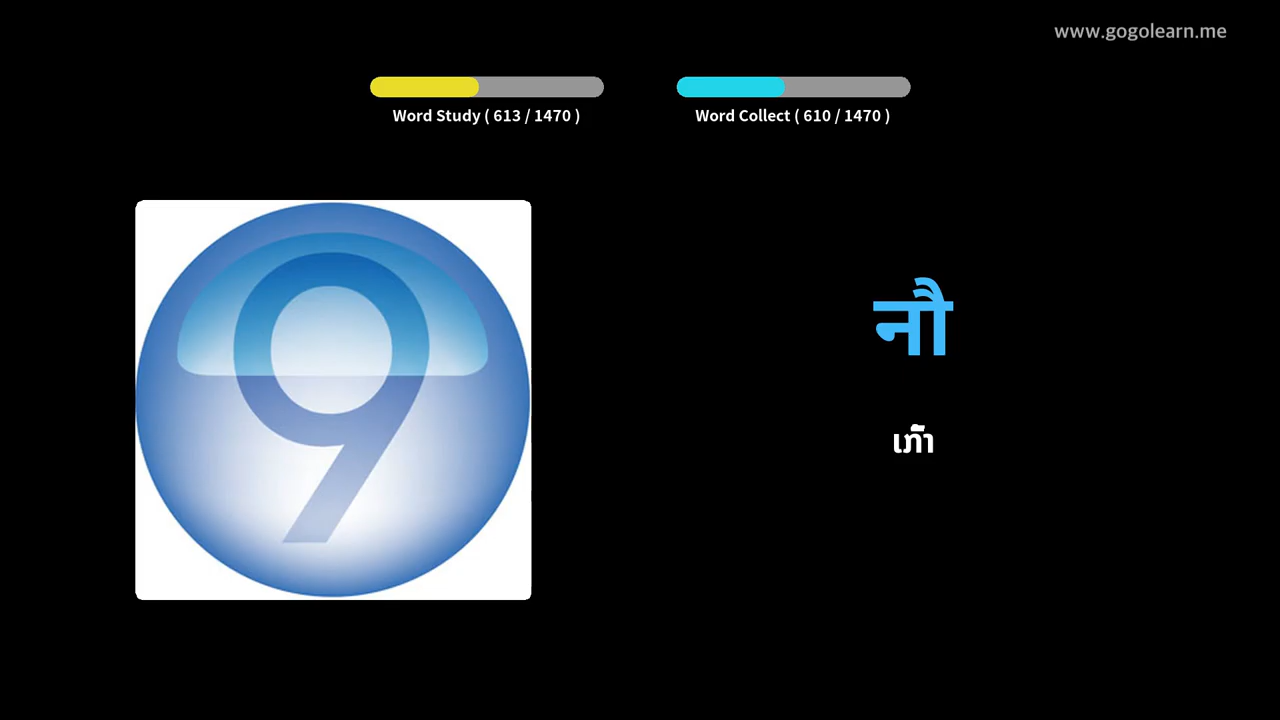 www.gogolearn.me
Word Study ( 613 / 1470 )
Word Collect ( 610 / 1470 )
9
नौ
ເກົ້າ